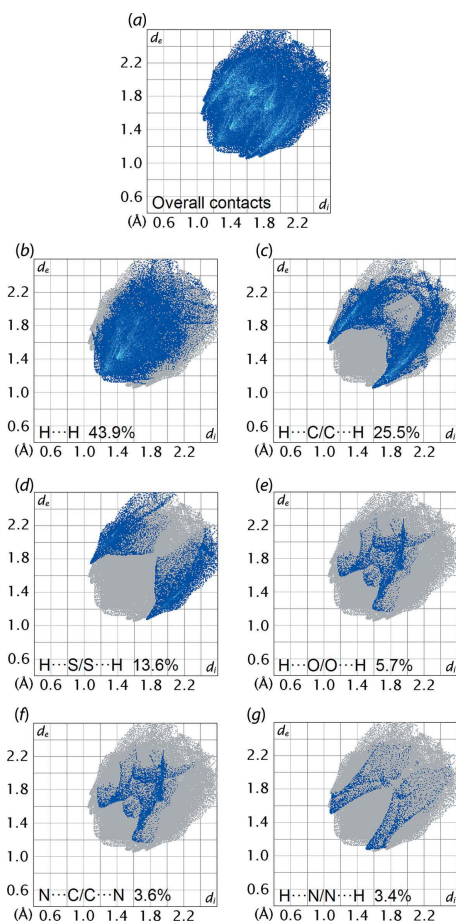 (a)
de
2.2
1.8
1.4
1.0
0.6
Overall contacts
di
(Å) 0.6 1.0 1.4 1.8 2.2
(b)
de
2.2
1.8
1.4
1.0
0.6
H···H 43.9%
di
(Å) 0.6 1.0 1.4 1.8 2.2
(c)
de
2.2
1.8
1.4
1.0
0.6
H···C/C···H 25.5%
di
(Å) 0.6 1.0 1.4 1.8 2.2
(d)
de
2.2
1.8
1.4
1.0
0.6
H···S/S···H 13.6%
di
(Å) 0.6 1.0 1.4 1.8 2.2
(e)
de
2.2
1.8
1.4
1.0
0.6
H···O/O···H 5.7%
di
(Å) 0.6 1.0 1.4 1.8 2.2
(f)
de
2.2
1.8
1.4
1.0
0.6
N···C/C···N 3.6%
di
(Å) 0.6 1.0 1.4 1.8 2.2
(g)
de
2.2
1.8
1.4
1.0
0.6
H···N/N···H 3.4%
di
(Å) 0.6 1.0 1.4 1.8 2.2